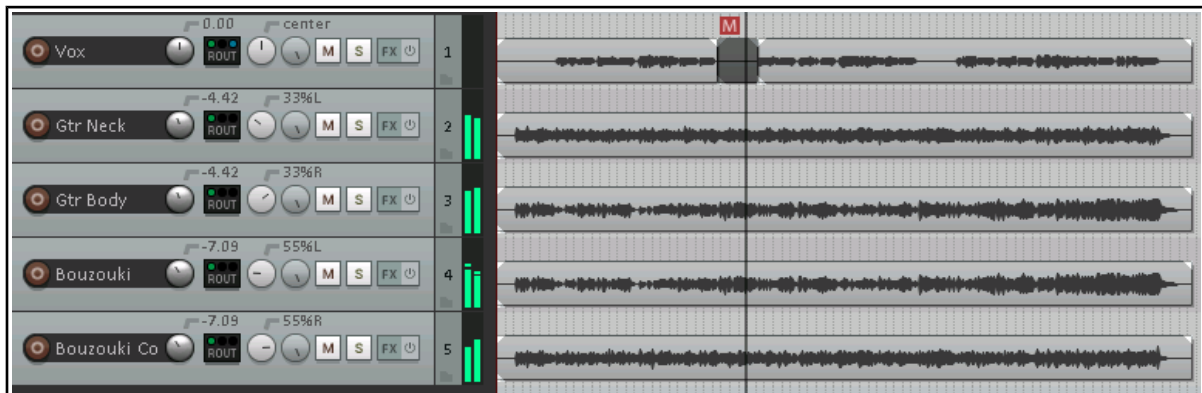 0.00 center
M
Vox ROUT M S FX 1
-4.42 33%L
Gtr Neck ROUT M S FX 2
-4.42 33%R
Gtr Body ROUT M S FX 3
-7.09 55%L
Bouzouki ROUT M S FX 4
-7.09 55%R
Bouzouki Co ROUT M S FX 5